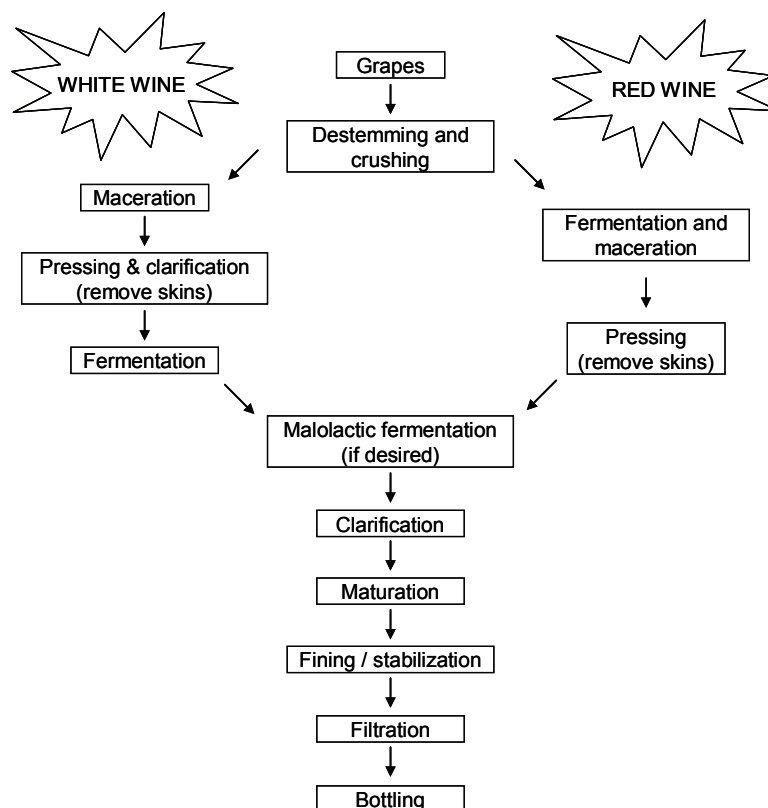 WHITE WINE
Grapes
RED WINE
Destemming and
crushing
Maceration
Pressing & clarification
(remove skins)
Fermentation
Fermentation and
maceration
Pressing
(remove skins)
Malolactic fermentation
(if desired)
Clarification
Maturation
Fining / stabilization
Filtration
Bottling